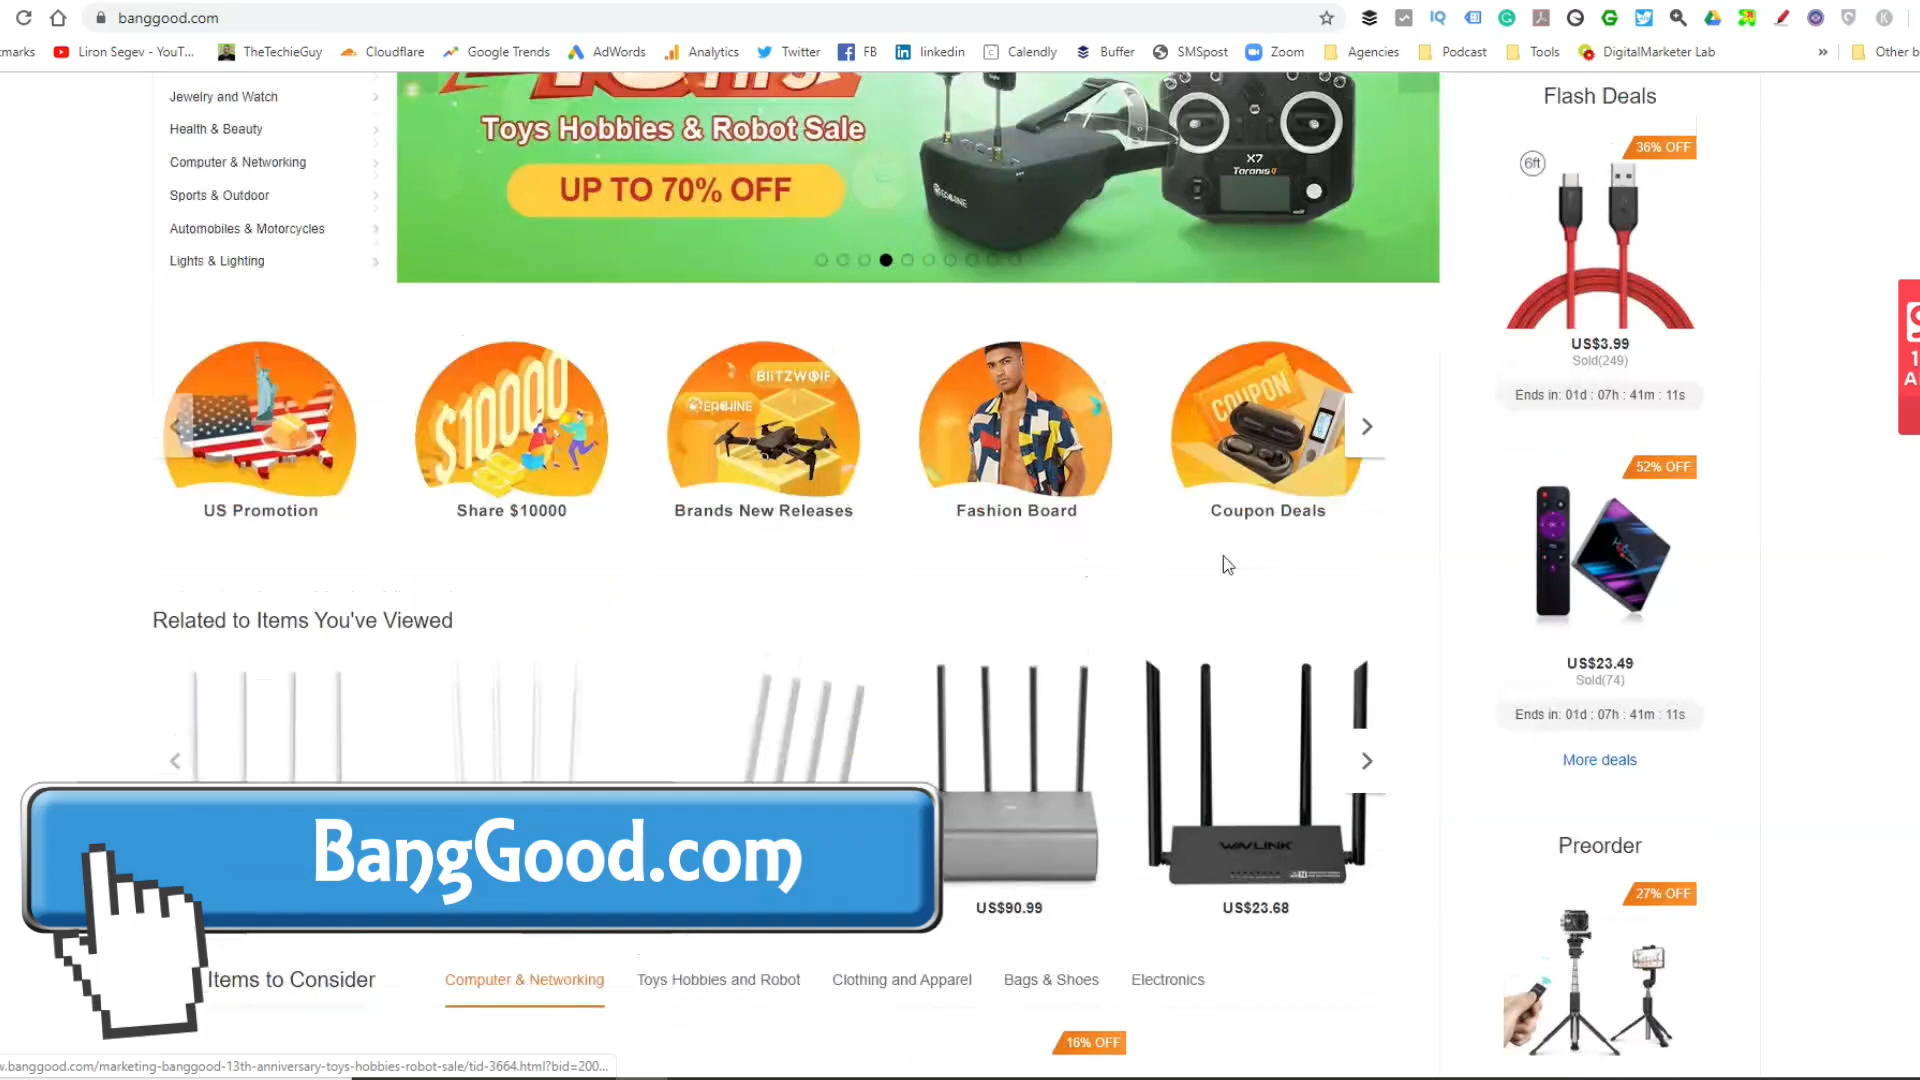 banggood.com
kmarks
Liron Segev - YouT...
TheTechieGuy
Cloudflare
Google Trends
AdWords
Analytics
Twitter
FB
linkedin
Calendly
Buffer
SMSpost
Zoom
Agencies
Podcast
Tools
DigitalMarketer Lab
»
Other b
Jewelry and Watch
Health & Beauty
Computer & Networking
Sports & Outdoor
Automobiles & Motorcycles
Lights & Lighting
Toys Hobbies & Robot Sale
UP TO 70% OFF
EACHINE
X7
Taranis Q
Flash Deals
36% OFF
6ft
US$3.99
Sold(249)
Ends in: 01d : 07h : 41m : 11s
52% OFF
US$23.49
Sold(74)
Ends in: 01d : 07h : 41m : 11s
More deals
Preorder
27% OFF
$10000
BLITZWOLF
EACHINE
COUPON
US Promotion
Share $10000
Brands New Releases
Fashion Board
Coupon Deals
Related to Items You've Viewed
WAVLINK
US$90.99
US$23.68
BangGood.com
Items to Consider
Computer & Networking
Toys Hobbies and Robot
Clothing and Apparel
Bags & Shoes
Electronics
16% OFF
w.banggood.com/marketing-banggood-13th-anniversary-toys-hobbies-robot-sale/tid-3664.html?bid=200...